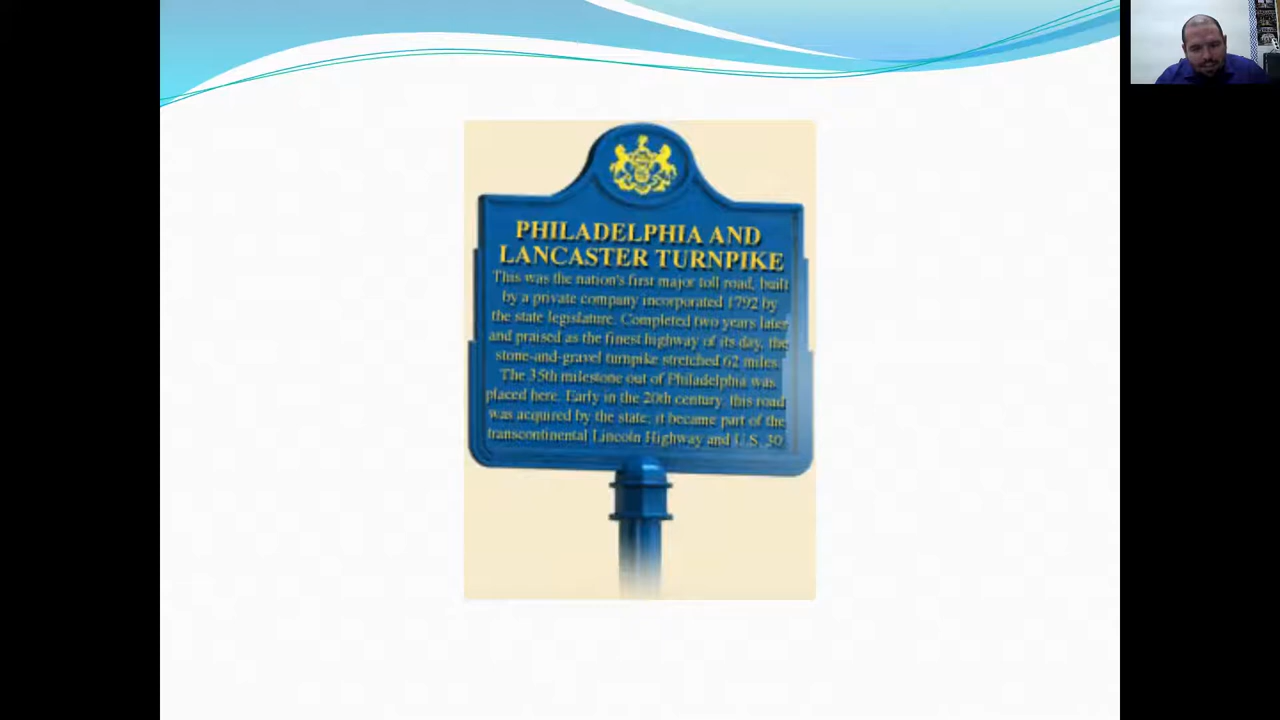 PHILADELPHIA AND
LANCASTER TURNPIKE
This was the nation's first major toll road, built
by a private company incorporated 1792 by
the state legislature. Completed two years later
and praised as the finest highway of its day, the
stone-and-gravel turnpike stretched 62 miles.
The 35th milestone out of Philadelphia was
placed here. Early in the 20th century, this road
was acquired by the state; it became part of the
transcontinental Lincoln Highway and U.S. 30.